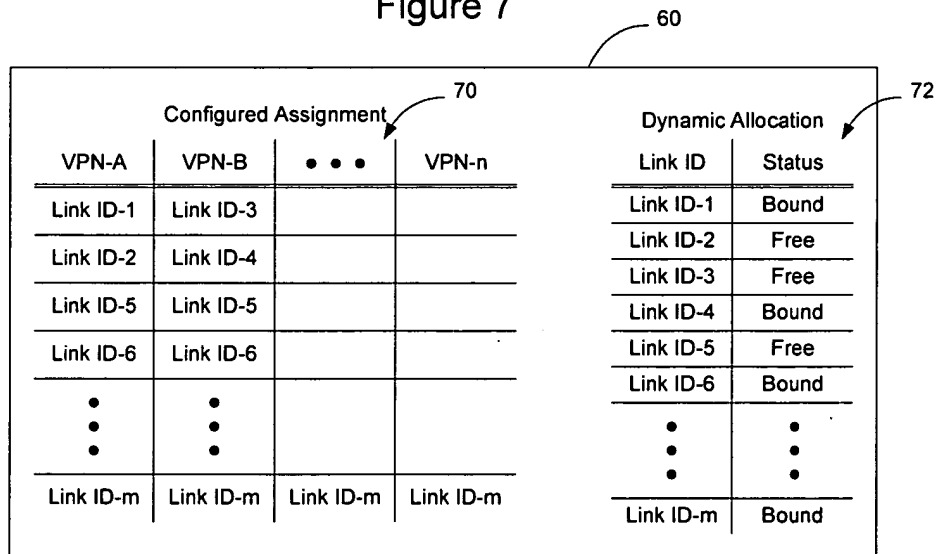 Figure 7
60
Configured Assignment
70
VPN-A VPN-B • • • VPN-n
Link ID-1 Link ID-3
Link ID-2 Link ID-4
Link ID-5 Link ID-5
Link ID-6 Link ID-6
Link ID-m Link ID-m Link ID-m Link ID-m
72
Dynamic Allocation
Link ID Status
Link ID-1 Bound
Link ID-2 Free
Link ID-3 Free
Link ID-4 Bound
Link ID-5 Free
Link ID-6 Bound
Link ID-m Bound